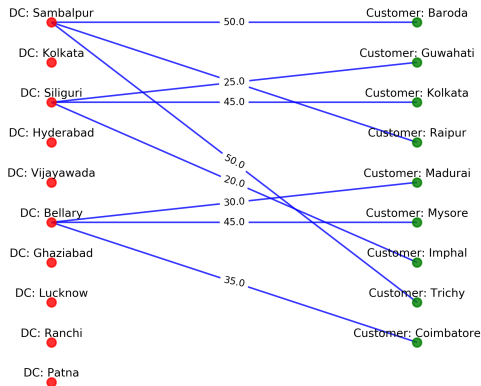 DC: Sambalpur
50.0
Customer: Baroda
DC: Kolkata
Customer: Guwahati
25.0
DC: Siliguri
45.0
Customer: Kolkata
DC: Hyderabad
Customer: Raipur
50.0
DC: Vijayawada
20.0
Customer: Madurai
30.0
DC: Bellary
45.0
Customer: Mysore
DC: Ghaziabad
Customer: Imphal
35.0
DC: Lucknow
Customer: Trichy
DC: Ranchi
Customer: Coimbatore
DC: Patna